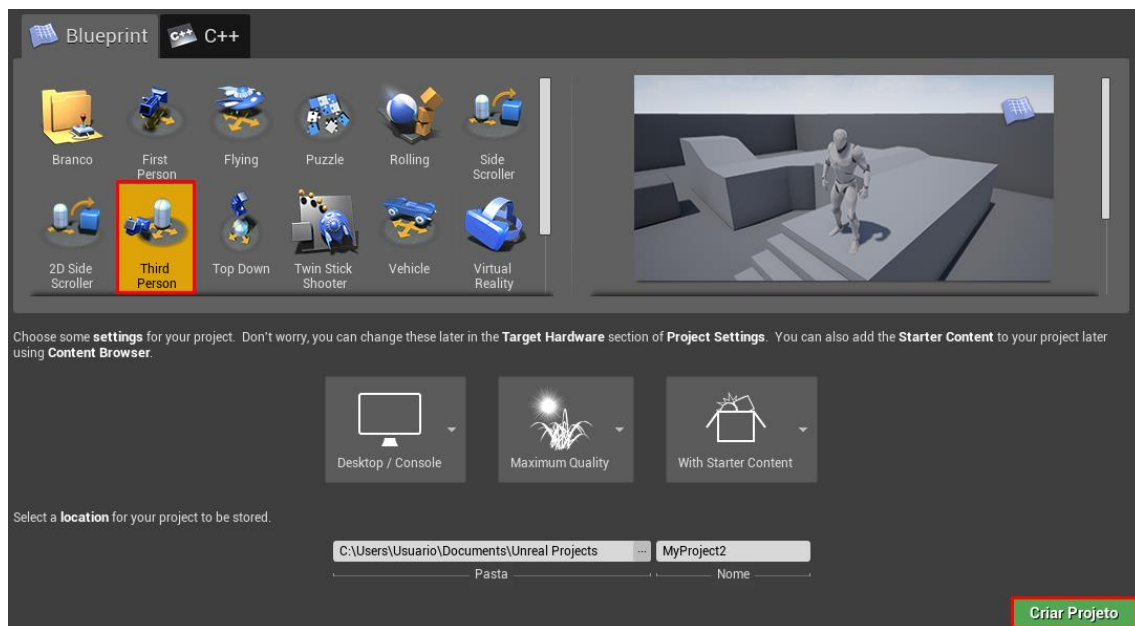 Blueprint
C++
C++
Branco
First
Person
Flying
Puzzle
Rolling
Side
Scroller
2D Side
Scroller
Third
Person
Top Down
Twin Stick
Shooter
Vehicle
Virtual
Reality
Choose some settings for your project. Don't worry, you can change these later in the Target Hardware section of Project Settings. You can also add the Starter Content to your project later
using Content Browser.
Desktop / Console
Maximum Quality
With Starter Content
Select a location for your project to be stored.
C:\Users\Usuario\Documents\Unreal Projects
...
MyProject2
Pasta
Nome
Criar Projeto